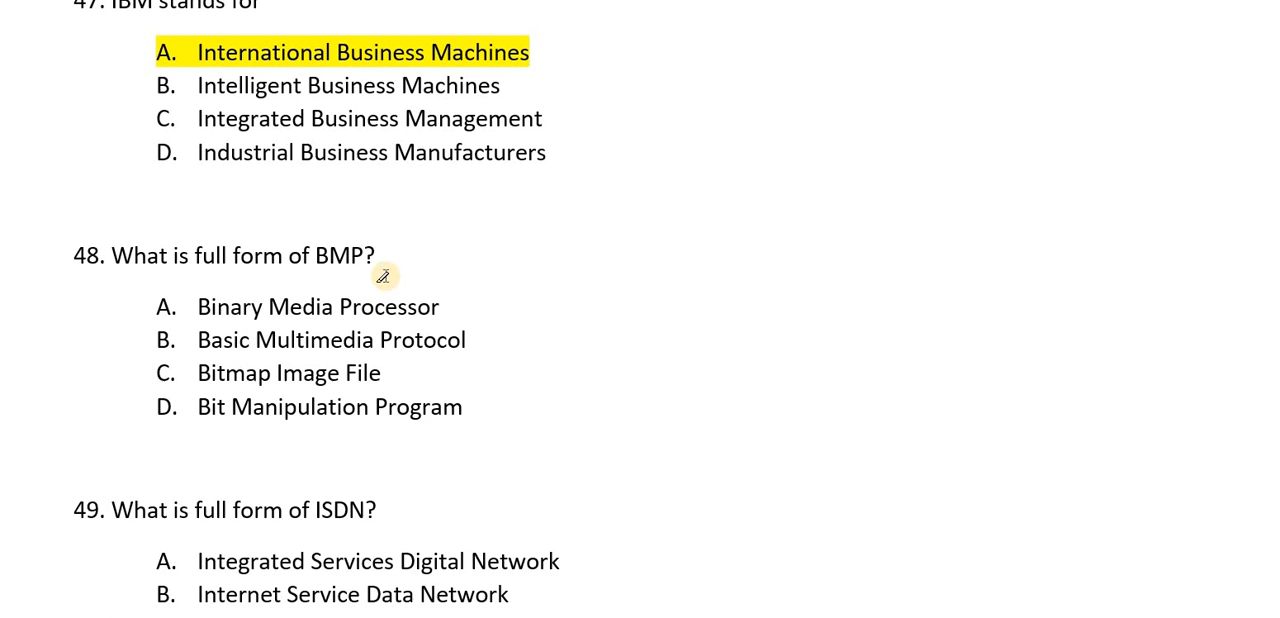 47. IBM stands for
A. International Business Machines
B. Intelligent Business Machines
C. Integrated Business Management
D. Industrial Business Manufacturers
48. What is full form of BMP?
A. Binary Media Processor
B. Basic Multimedia Protocol
C. Bitmap Image File
D. Bit Manipulation Program
49. What is full form of ISDN?
A. Integrated Services Digital Network
B. Internet Service Data Network